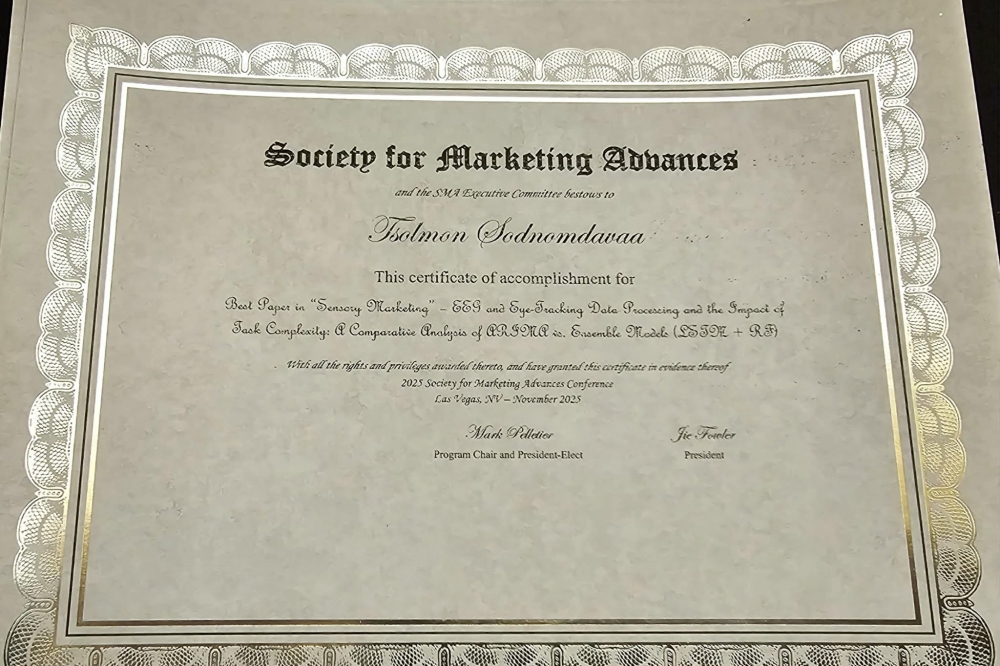 Society for Marketing Advances
and the SMA Executive Committee bestows to
Tsolmon Sodnomdavaa
This certificate of accomplishment for
Best Paper in “Sensory Marketing” – EEG and Eye-Tracking Data Processing and the Impact of
Task Complexity: A Comparative Analysis of ARIMA vs. Ensemble Models (LSTM + RF)
With all the rights and privileges awarded thereto, and have granted this certificate in evidence thereof
2025 Society for Marketing Advances Conference
Las Vegas, NV – November 2025
Mark Pelletier Jie Fowler
Program Chair and President-Elect President